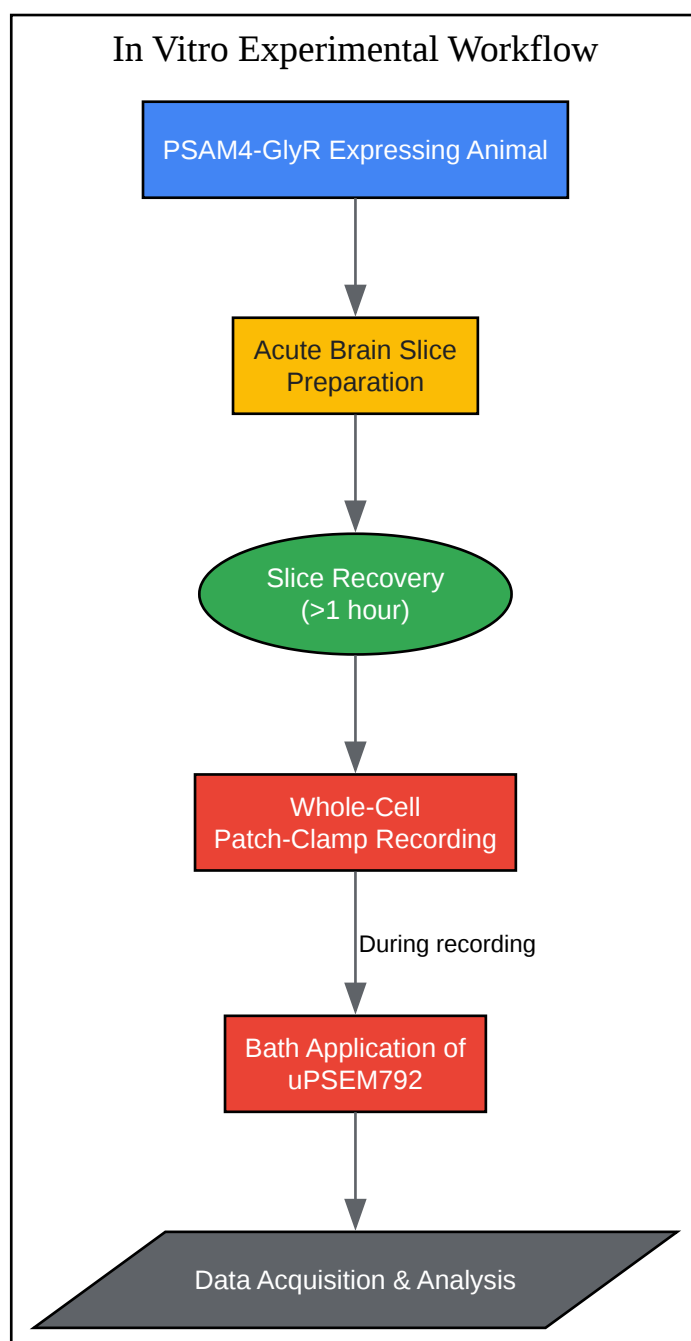 In Vitro Experimental Workflow
PSAM4-GlyR Expressing Animal
Acute Brain Slice
Preparation
Slice Recovery
(>1 hour)
Whole-Cell
Patch-Clamp Recording
During recording
Bath Application of
uPSEM792
Data Acquisition & Analysis